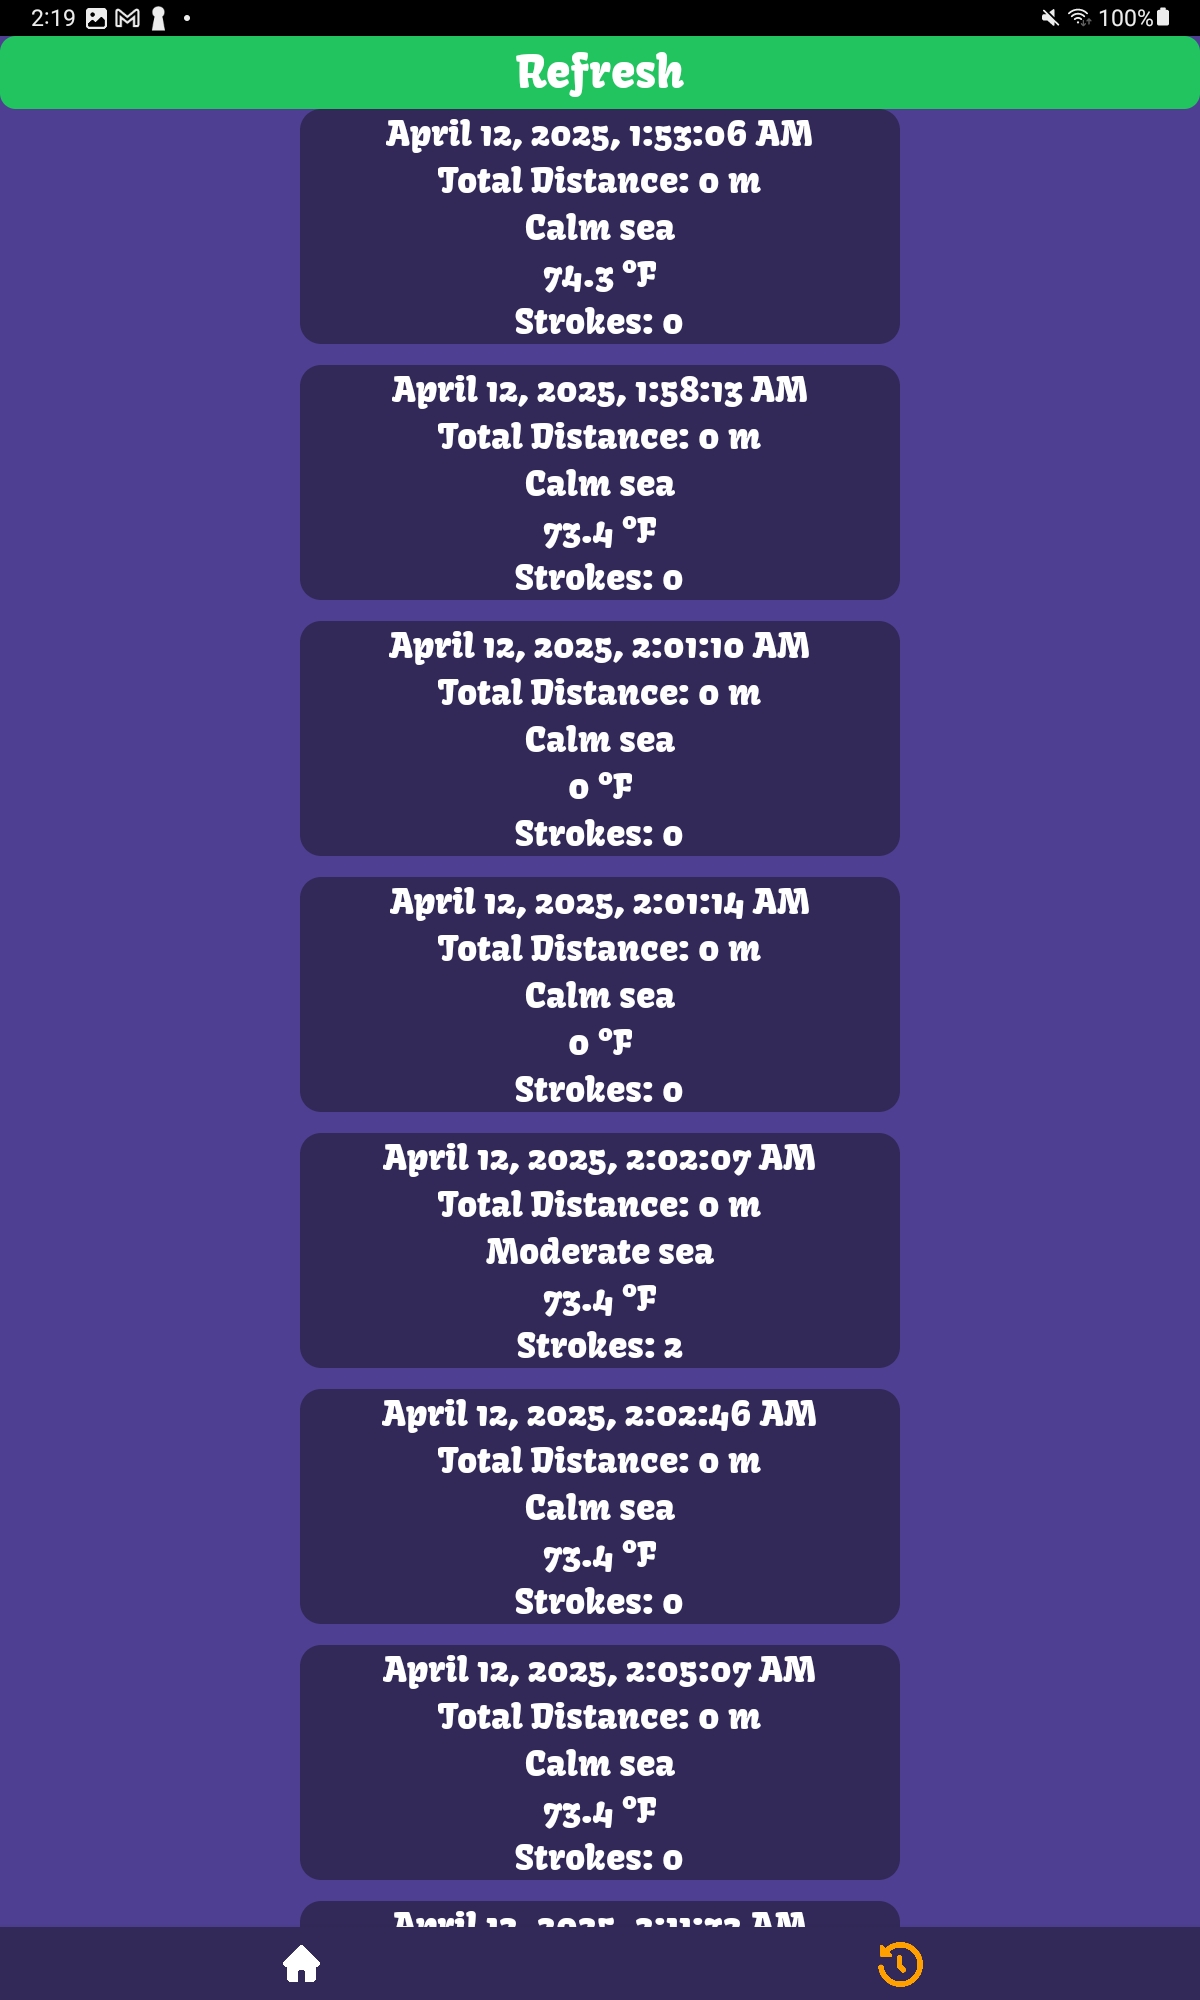 2:19
100%
Refresh
April 12, 2025, 1:53:06 AM
Total Distance: 0 m
Calm sea
74.3 °F
Strokes: 0
April 12, 2025, 1:58:13 AM
Total Distance: 0 m
Calm sea
73.4 °F
Strokes: 0
April 12, 2025, 2:01:10 AM
Total Distance: 0 m
Calm sea
0 °F
Strokes: 0
April 12, 2025, 2:01:14 AM
Total Distance: 0 m
Calm sea
0 °F
Strokes: 0
April 12, 2025, 2:02:07 AM
Total Distance: 0 m
Moderate sea
73.4 °F
Strokes: 2
April 12, 2025, 2:02:46 AM
Total Distance: 0 m
Calm sea
73.4 °F
Strokes: 0
April 12, 2025, 2:05:07 AM
Total Distance: 0 m
Calm sea
73.4 °F
Strokes: 0
April 12, 2025, AM